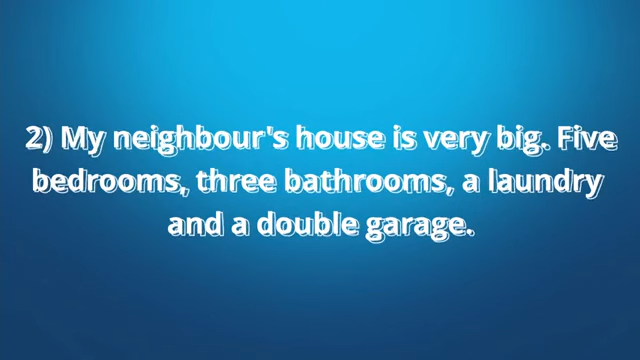 2) My neighbour's house is very big. Five
bedrooms, three bathrooms, a laundry
and a double garage.